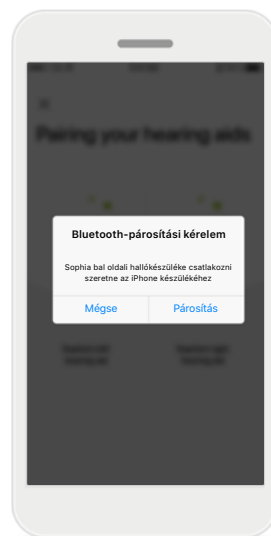 Pairing your hearing aids
Bluetooth-párosítási kérelem
Sophia bal oldali hallókészüléke csatlakozni
szeretne az iPhone készülékéhez
Mégse
Párosítás